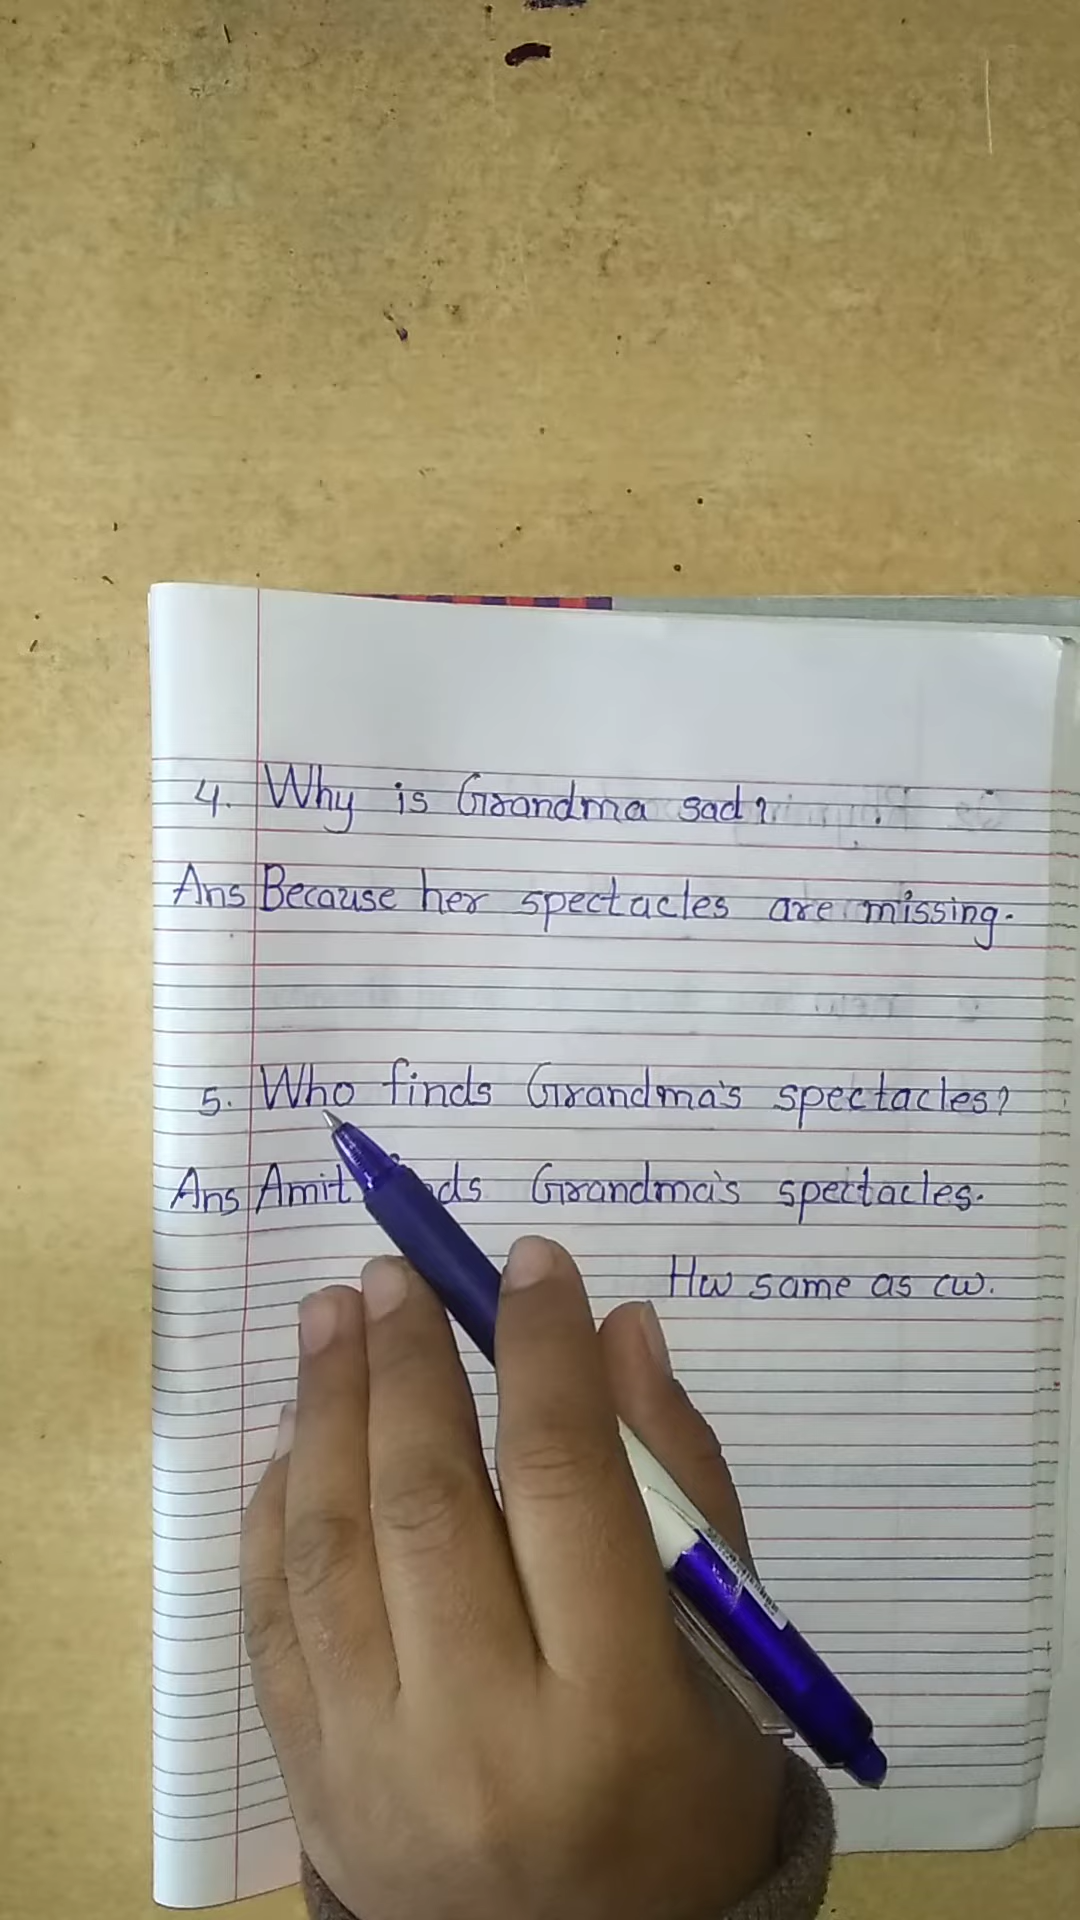 4. Why is Grandma sad?
Ans Because her spectacles are missing.
5. Who finds Grandma's spectacles?
Ans Amit finds Grandma's spectacles.
Hw same as cw.